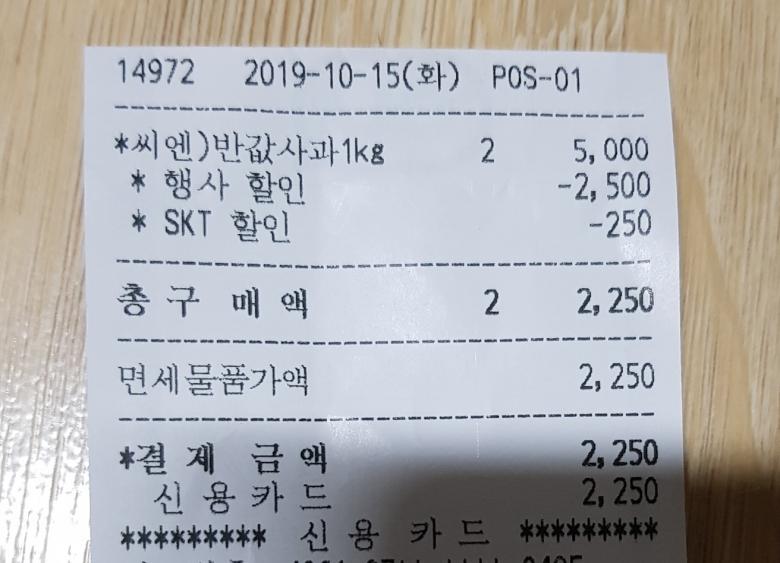 14972 2019-10-15(화) POS-01
*씨엔)반값사과1kg 2 5,000
* 행사 할인 -2,500
* SKT 할인 -250
총 구 매 액 2 2,250
면세물품가액 2,250
*결 제 금 액 2,250
신 용 카 드 2,250
********* 신 용 카 드 *********